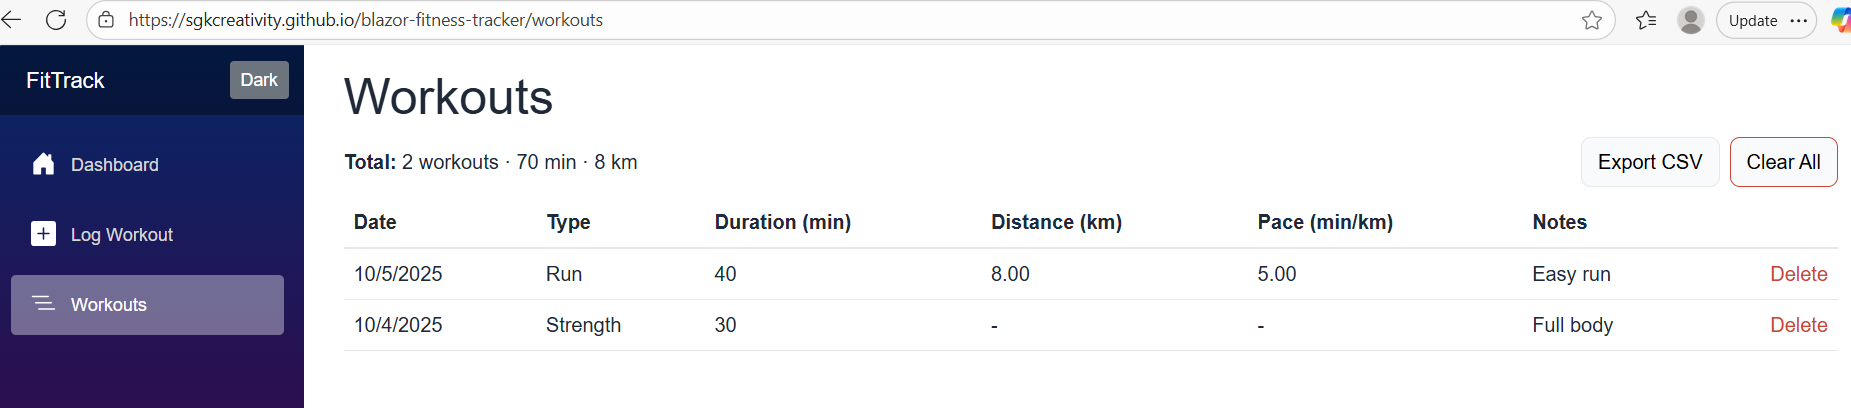 https://sgkcreativity.github.io/blazor-fitness-tracker/workouts
Update
FitTrack
Dark
Dashboard
Log Workout
Workouts
Workouts
Total: 2 workouts · 70 min · 8 km
Export CSV
Clear All
Date Type Duration (min) Distance (km) Pace (min/km) Notes
10/5/2025 Run 40 8.00 5.00 Easy run Delete
10/4/2025 Strength 30 - - Full body Delete